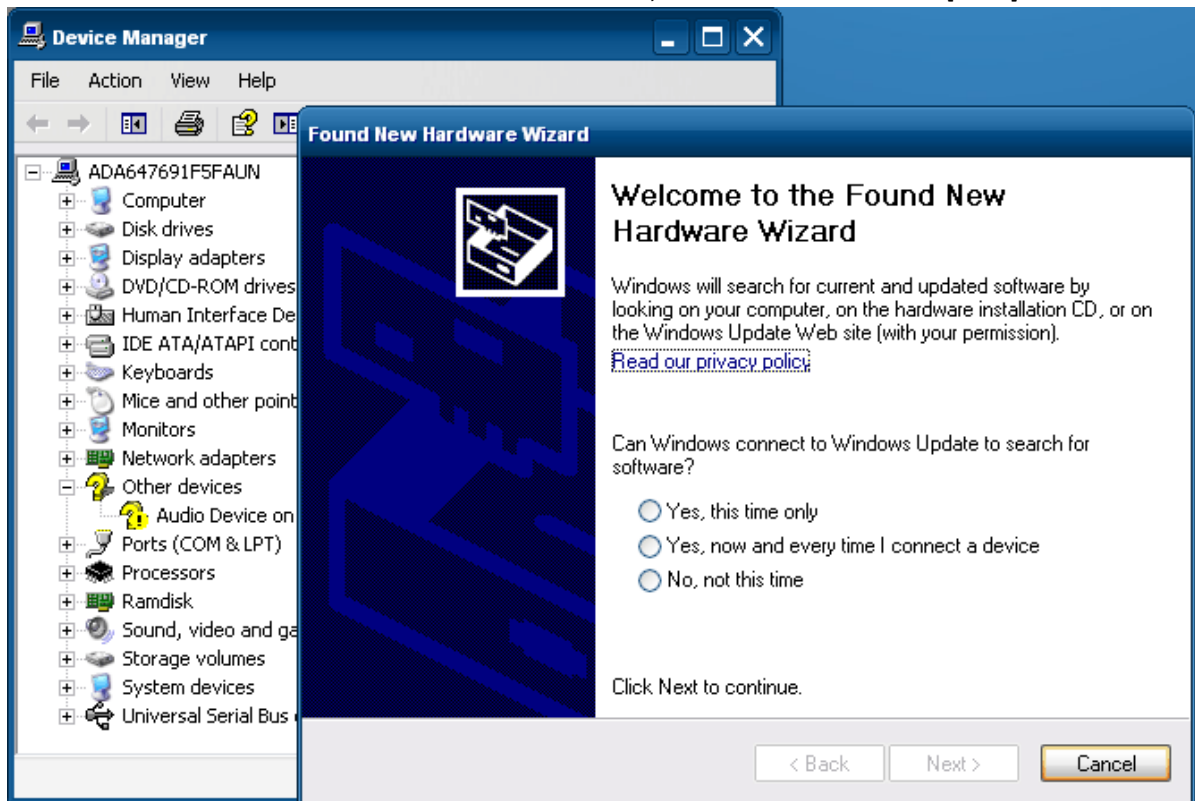 Device Manager
File Action View Help
ADA647691F5FAUN
Computer
Disk drives
Display adapters
DVD/CD-ROM drives
Human Interface De
IDE ATA/ATAPI cont
Keyboards
Mice and other point
Monitors
Network adapters
Other devices
Audio Device on
Ports (COM & LPT)
Processors
Ramdisk
Sound, video and ga
Storage volumes
System devices
Universal Serial Bus
Found New Hardware Wizard
Welcome to the Found New
Hardware Wizard
Windows will search for current and updated software by
looking on your computer, on the hardware installation CD, or on
the Windows Update Web site (with your permission).
Read our privacy policy
Can Windows connect to Windows Update to search for
software?
Yes, this time only
Yes, now and every time I connect a device
No, not this time
Click Next to continue.
< Back Next > Cancel